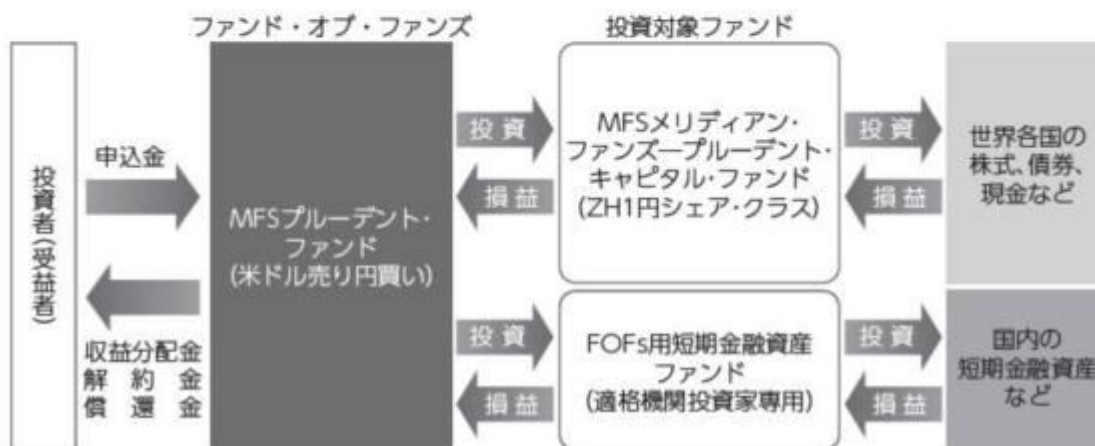 ファンド・オブ・ファンズ
投資対象ファンド
投資者(受益者)
申込金
収益分配金
解約金
償還金
MFSプルーデント・
ファンド
(米ドル売り円買い)
投資
損益
MFSメリディアン・
ファンズ―プルーデント・
キャピタル・ファンド
(ZH1円シェア・クラス)
投資
損益
世界各国の
株式、債券、
現金など
投資
損益
FOFs用短期金融資産
ファンド
(適格機関投資家専用)
投資
損益
国内の
短期金融資産
など